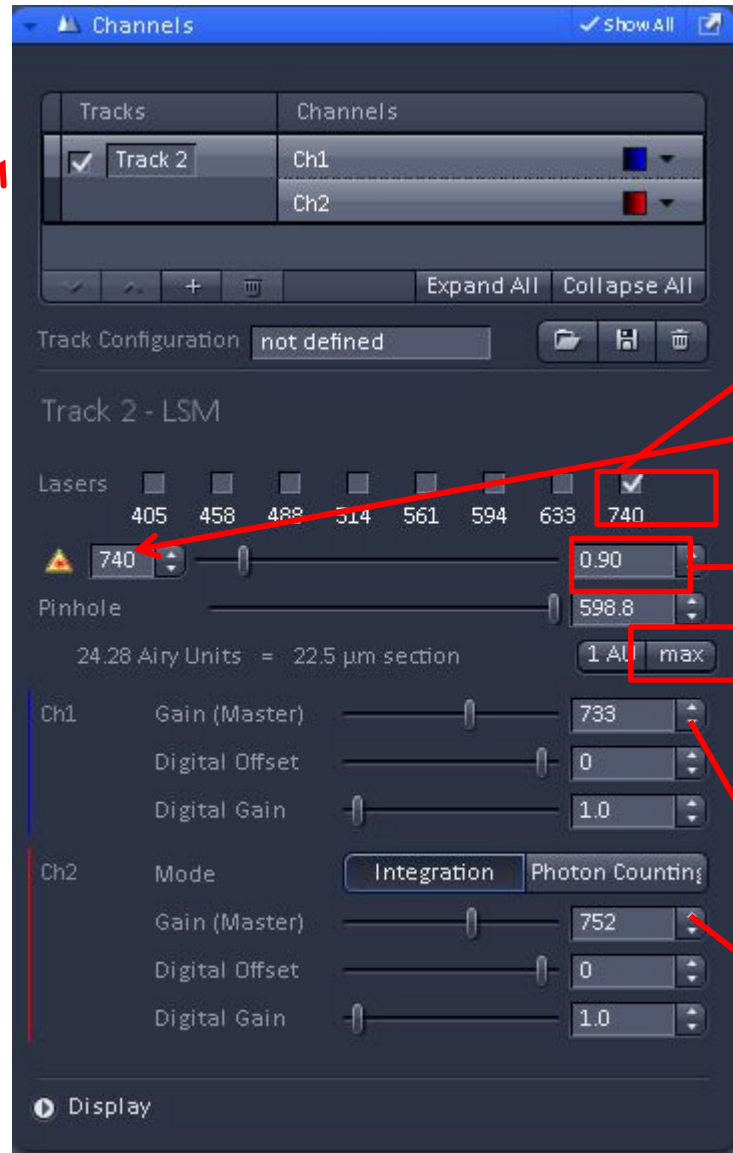 Channels Show All
Tracks Channels
Track 2 Ch1
Ch2
Expand All Collapse All
Track Configuration not defined
Track 2 - LSM
Lasers
405 458 488 514 561 594 633 740
740 0.90
Pinhole 598.8
24.28 Airy Units = 22.5 µm section 1 AU max
Ch1 Gain (Master) 733
Digital Offset 0
Digital Gain 1.0
Ch2 Mode Integration Photon Counting
Gain (Master) 752
Digital Offset 0
Digital Gain 1.0
Display